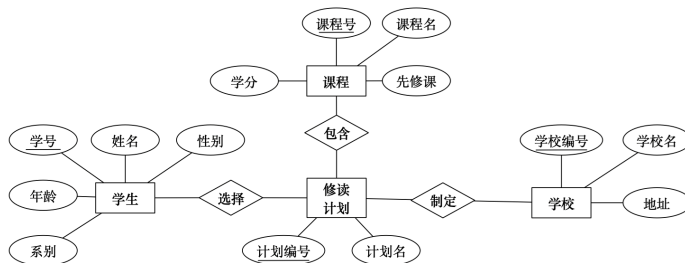 课程号
课程名
学分
课程
先修课
包含
学号
姓名
性别
学校编号
学校名
年龄
学生
选择
修读
计划
制定
学校
地址
系别
计划编号
计划名